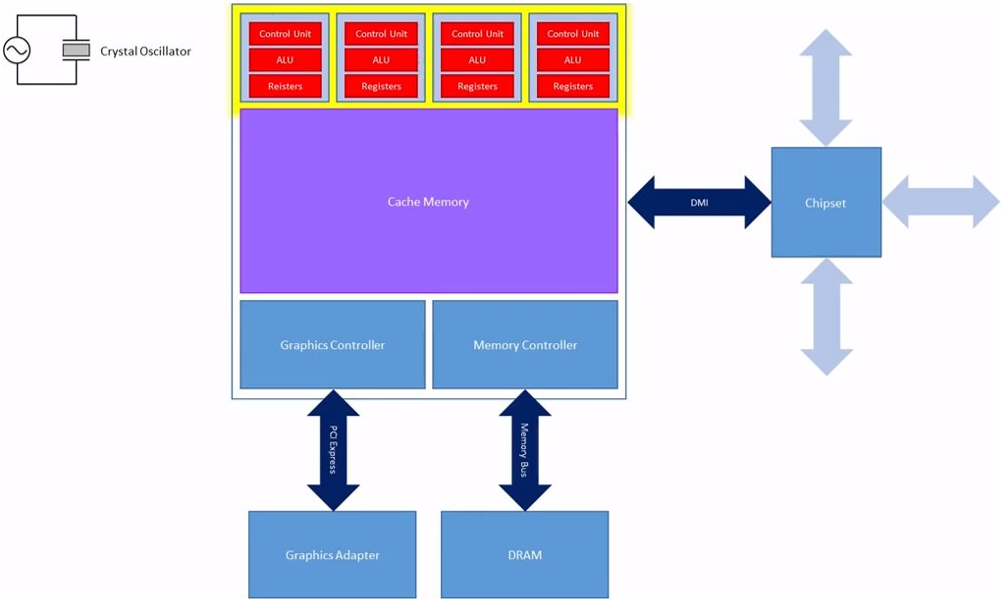 Crystal Oscillator
Control Unit
ALU
Reisters
Control Unit
ALU
Registers
Control Unit
ALU
Registers
Control Unit
ALU
Registers
Cache Memory
DMI
Chipset
Graphics Controller
Memory Controller
PCI Express
Memory Bus
Graphics Adapter
DRAM